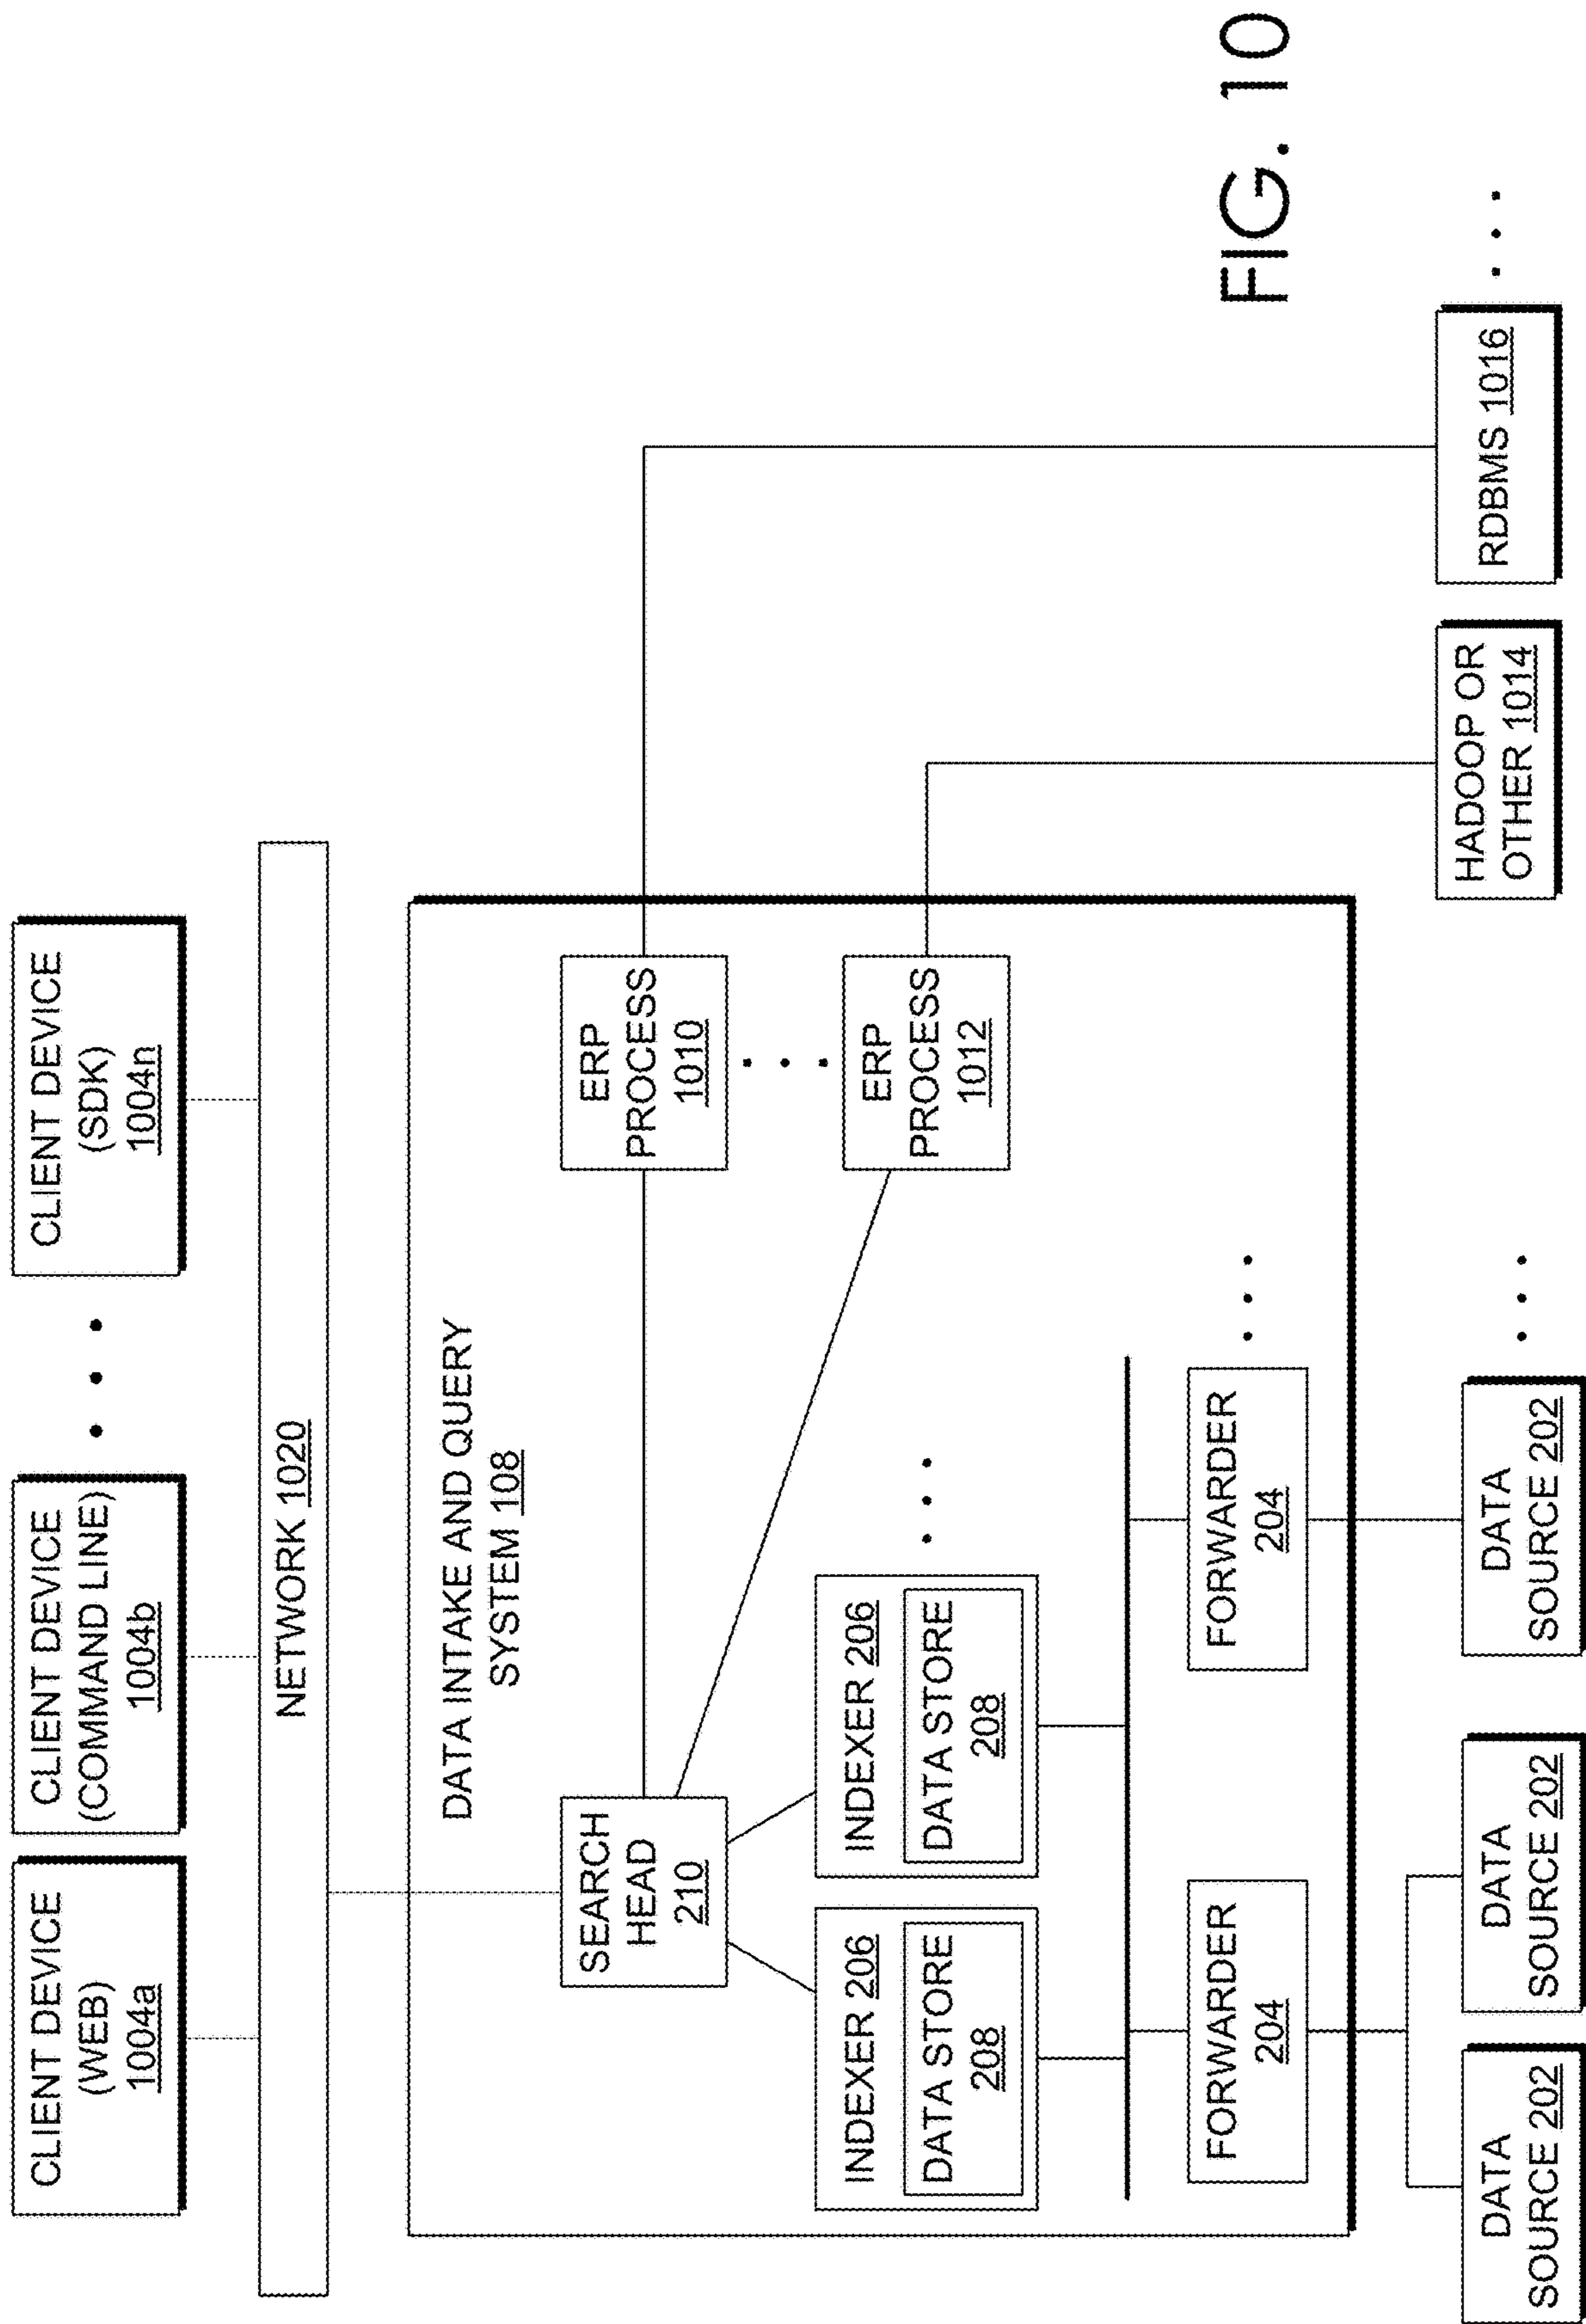 CLIENT DEVICE
(WEB)
1004a
CLIENT DEVICE
(COMMAND LINE)
1004b
CLIENT DEVICE
(SDK)
1004n
NETWORK 1020
DATA INTAKE AND QUERY
SYSTEM 108
SEARCH
HEAD
210
ERP
PROCESS
1010
INDEXER 206
DATA STORE
208
INDEXER 206
DATA STORE
208
ERP
PROCESS
1012
FORWARDER
204
FORWARDER
204
DATA
SOURCE 202
DATA
SOURCE 202
DATA
SOURCE 202
HADOOP OR
OTHER 1014
RDBMS 1016
FIG. 10